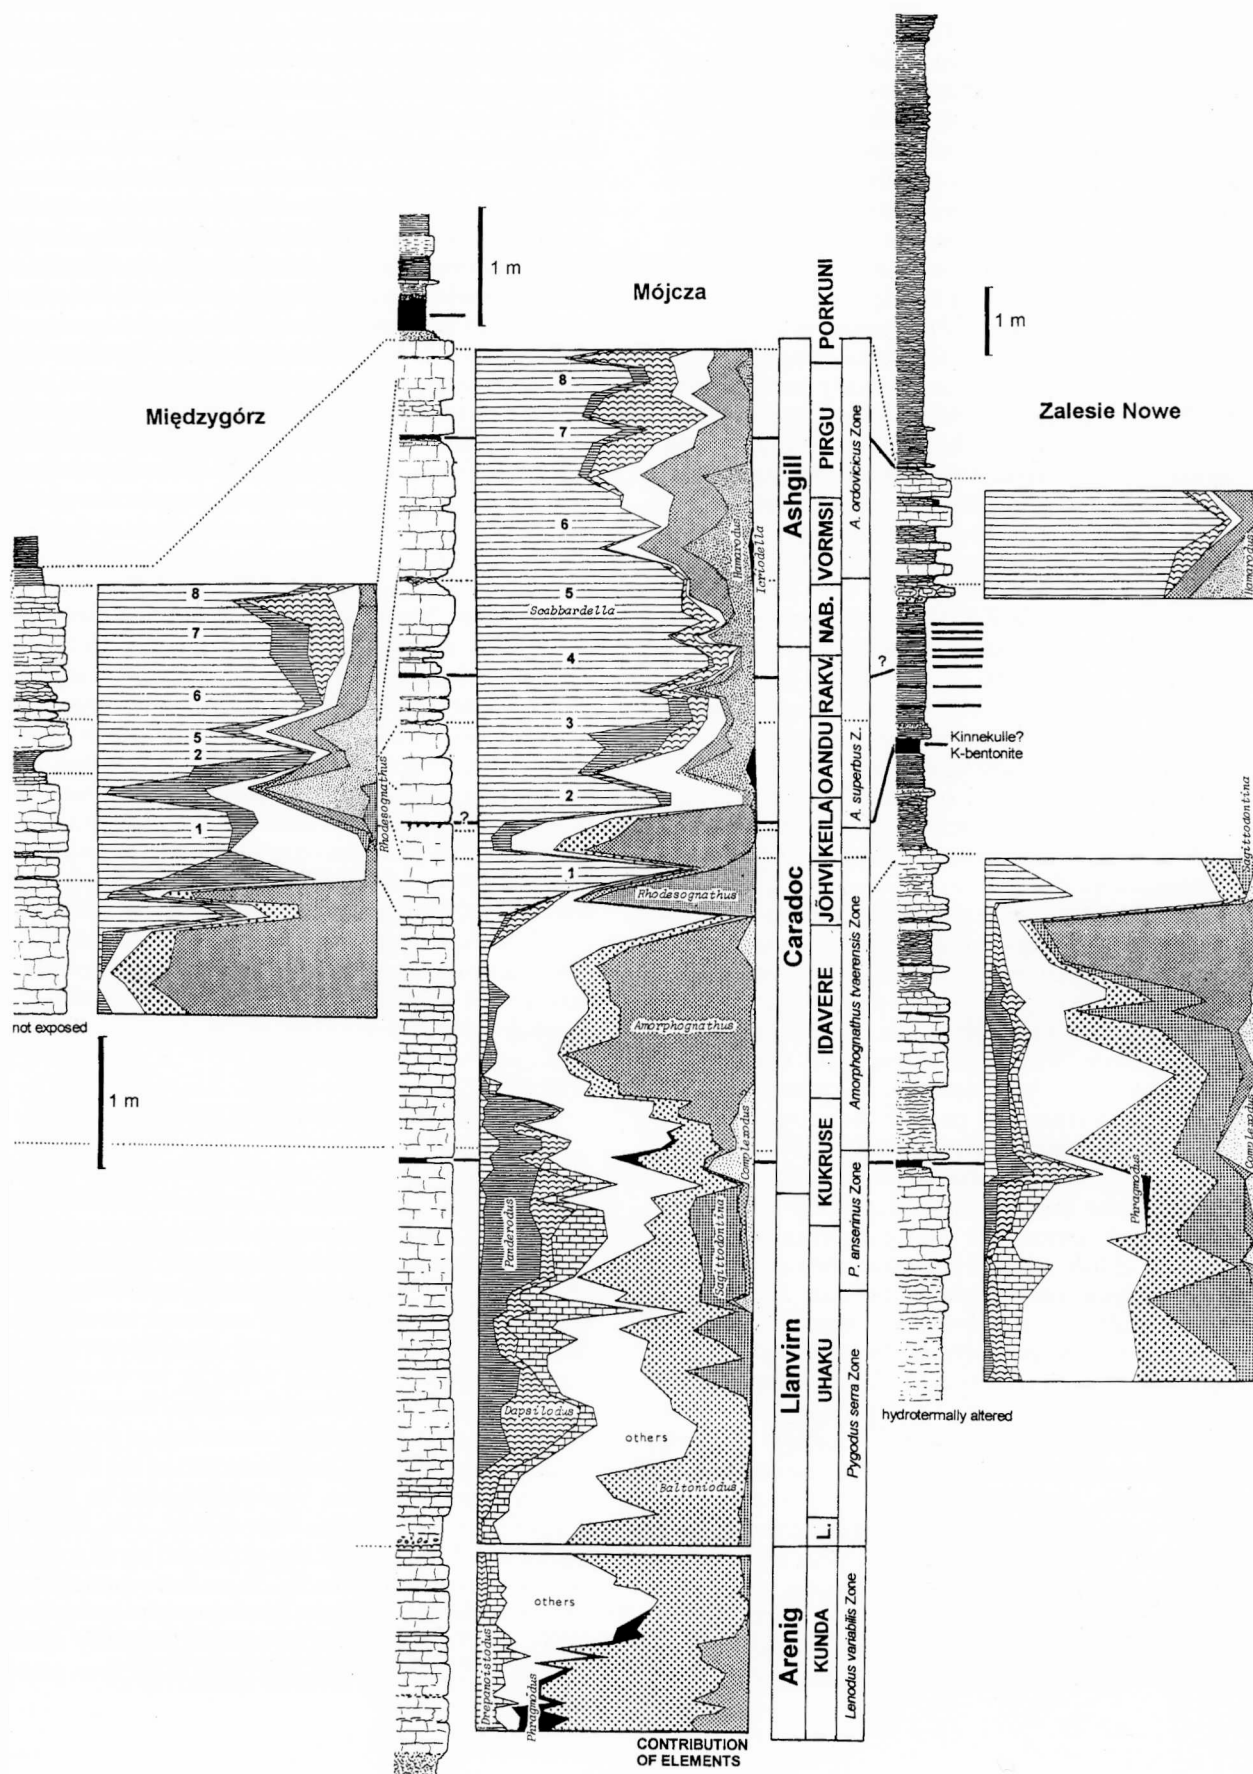 1 m
Mójcza
PORKUNI
1 m
Międzygórz
Zalesie Nowe
8
7
6
5
Scabbardella
4
3
2
1
Hamarodus
Icriodella
Rhodesognathus
Amorphognathus
Complexodus
Panderodus
Sagittodontina
Dapsilodus
others
Baltoniodus
others
Drepanoistodus
Phragmodus
CONTRIBUTION
OF ELEMENTS
?
Ashgill
Caradoc
Llanvirn
Arenig
PIRGU
VORMSI
NAB.
RAKV.
OANDU
KEILA
JÕHVI
IDAVERE
KUKRUSE
UHAKU
L.
KUNDA
A. ordovicicus Zone
A. superbus Z.
Amorphognathus tvaerensis Zone
P. anserinus Zone
Pygodus serra Zone
Lenodus variabilis Zone
8
7
6
5
2
1
Rhodesognathus
not exposed
1 m
?
Kinnekulle?
K-bentonite
Hamarodus
Sagittodontina
Phragmodus
Complexodus
hydrotermally altered